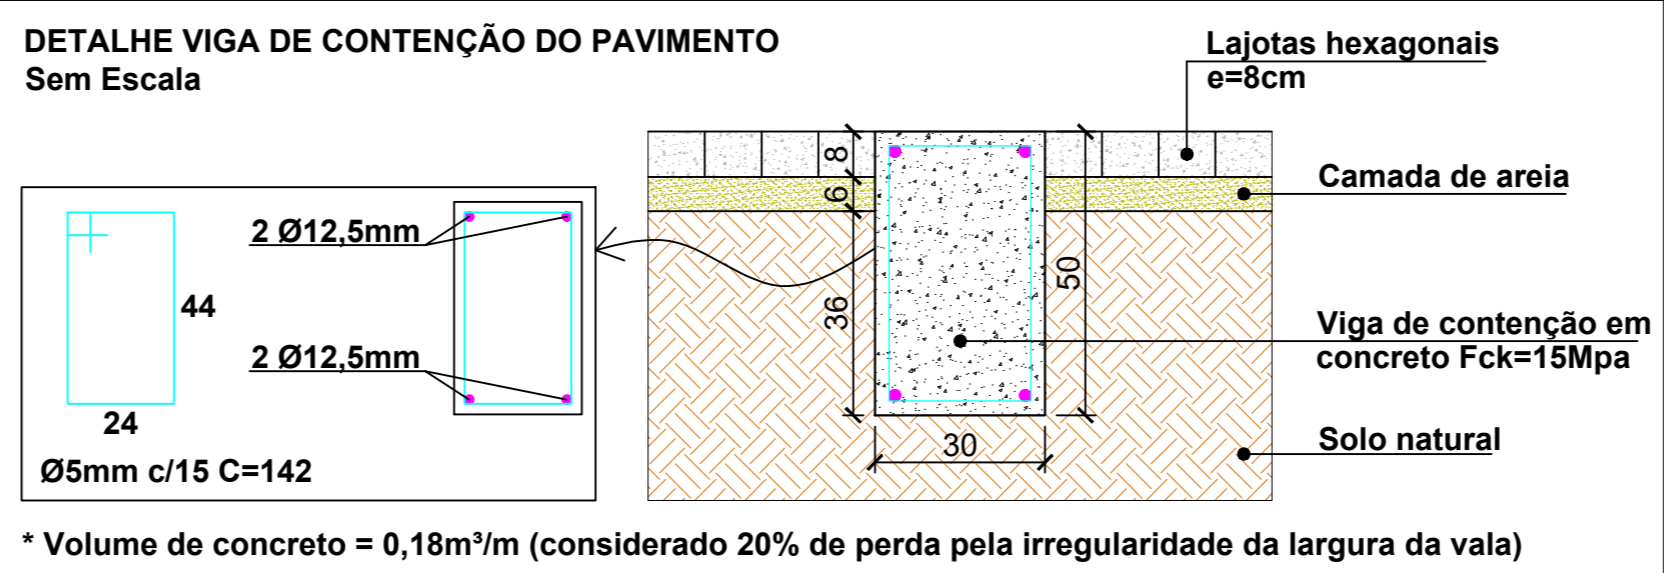 DETALHE VIGA DE CONTENÇÃO DO PAVIMENTO
Sem Escala
Lajotas hexagonais
e=8cm
8
Camada de areia
6
2 Ø12,5mm
50
44
36
Viga de contenção em
concreto Fck=15Mpa
2 Ø12,5mm
24
30
Solo natural
Ø5mm c/15 C=142
* Volume de concreto = 0,18m³/m (considerado 20% de perda pela irregularidade da largura da vala)